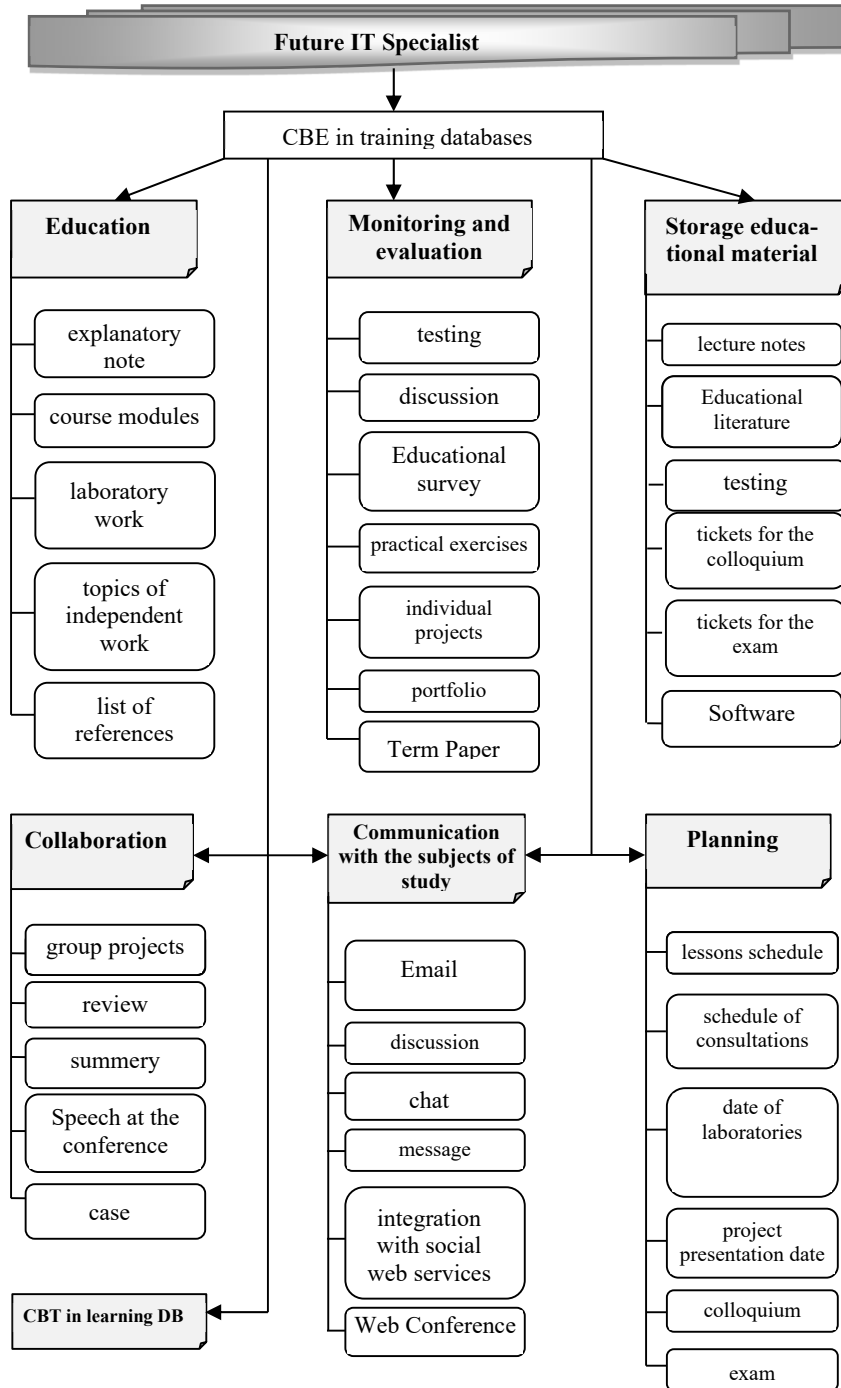 Future IT Specialist
CBE in training databases
Education
explanatory
note
course modules
laboratory
work
topics of
independent
work
list of
references
Monitoring and
evaluation
testing
discussion
Educational
survey
practical exercises
individual
projects
portfolio
Term Paper
Storage educa-
tional material
lecture notes
Educational
literature
testing
tickets for the
colloquium
tickets for the
exam
Software
Collaboration
group projects
review
summery
Speech at the
conference
case
CBT in learning DB
Communication
with the subjects of
study
Email
discussion
chat
message
integration
with social
web services
Web Conference
Planning
lessons schedule
schedule of
consultations
date of
laboratories
project
presentation date
colloquium
exam